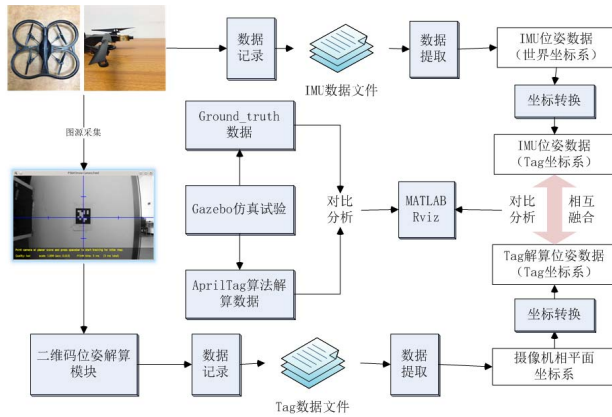 数据
记录
IMU数据文件
数据
提取
IMU位姿数据
(世界坐标系)
坐标转换
IMU位姿数据
(Tag坐标系)
图源采集
Ground_truth
数据
Gazebo仿真试验
AprilTag算法解
算数据
对比
分析
MATLAB
Rviz
对比
分析
相互
融合
Tag解算位姿数据
(Tag坐标系)
坐标转换
摄像机相平面
坐标系
二维码位姿解算
模块
数据
记录
Tag数据文件
数据
提取